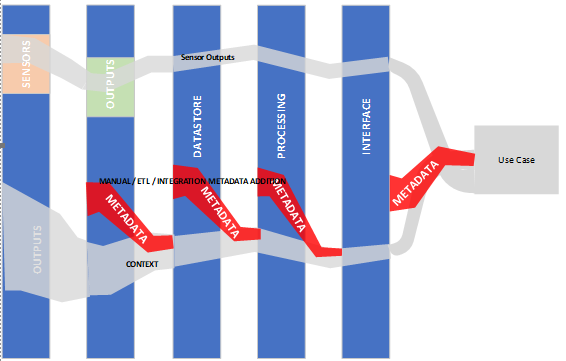 SENSORS
OUTPUTS
Sensor Outputs
DATASTORE
PROCESSING
INTERFACE
Use Case
MANUAL / ETL / INTEGRATION METADATA ADDITION
METADATA
METADATA
METADATA
METADATA
OUTPUTS
CONTEXT